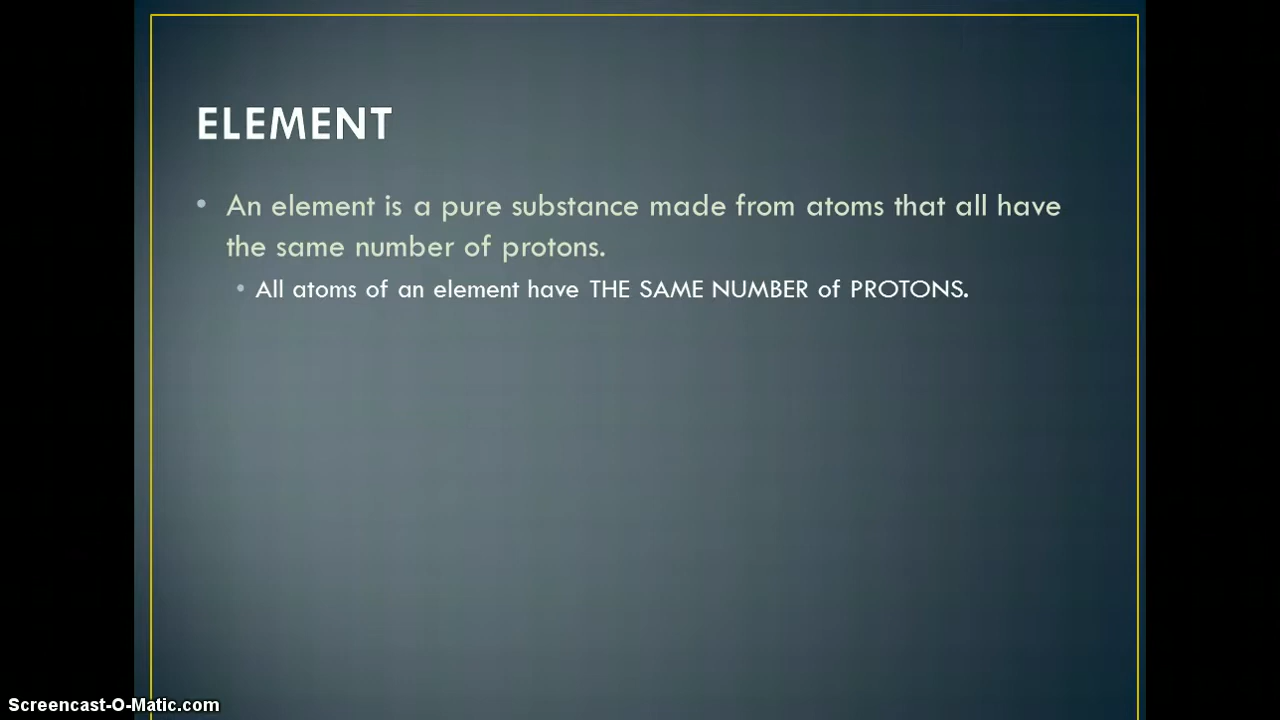 ELEMENT
• An element is a pure substance made from atoms that all have
the same number of protons.
• All atoms of an element have THE SAME NUMBER of PROTONS.
Screencast-O-Matic.com